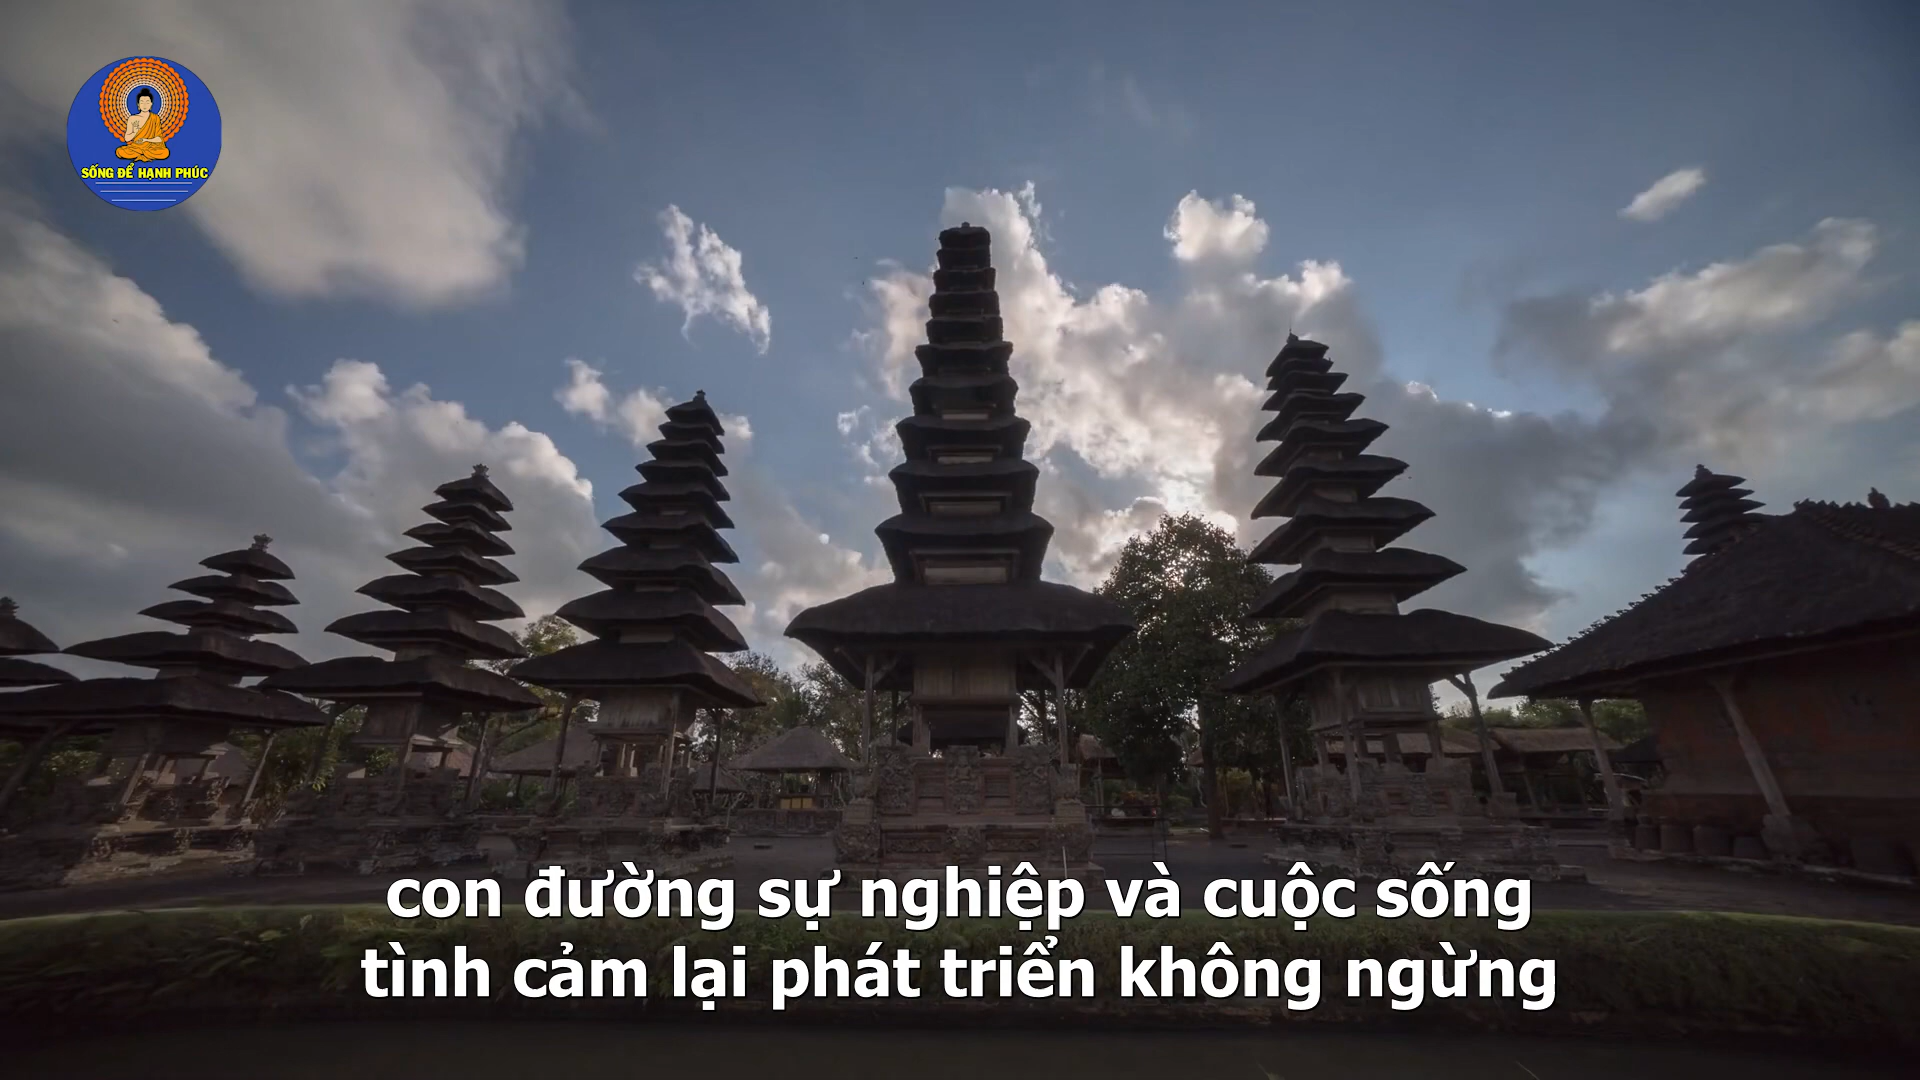 SỐNG ĐỂ HẠNH PHÚC
con đường sự nghiệp và cuộc sống
tình cảm lại phát triển không ngừng